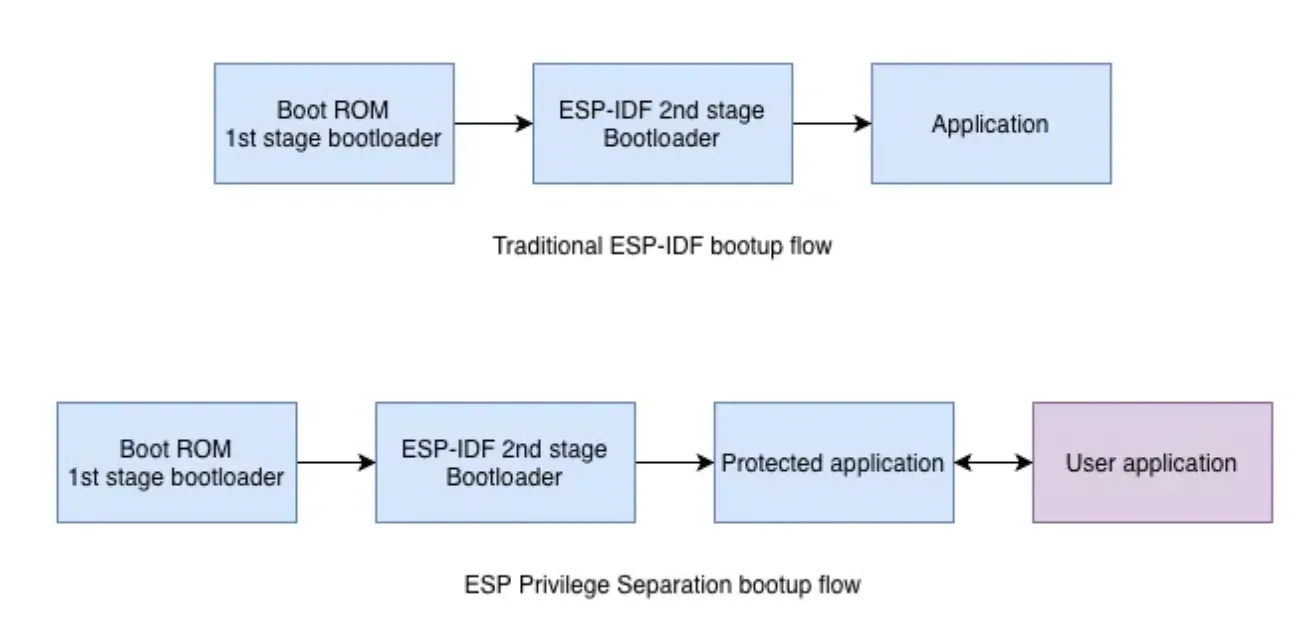 Boot ROM
1st stage bootloader
ESP-IDF 2nd stage
Bootloader
Application
Traditional ESP-IDF bootup flow
Boot ROM
1st stage bootloader
ESP-IDF 2nd stage
Bootloader
Protected application
User application
ESP Privilege Separation bootup flow